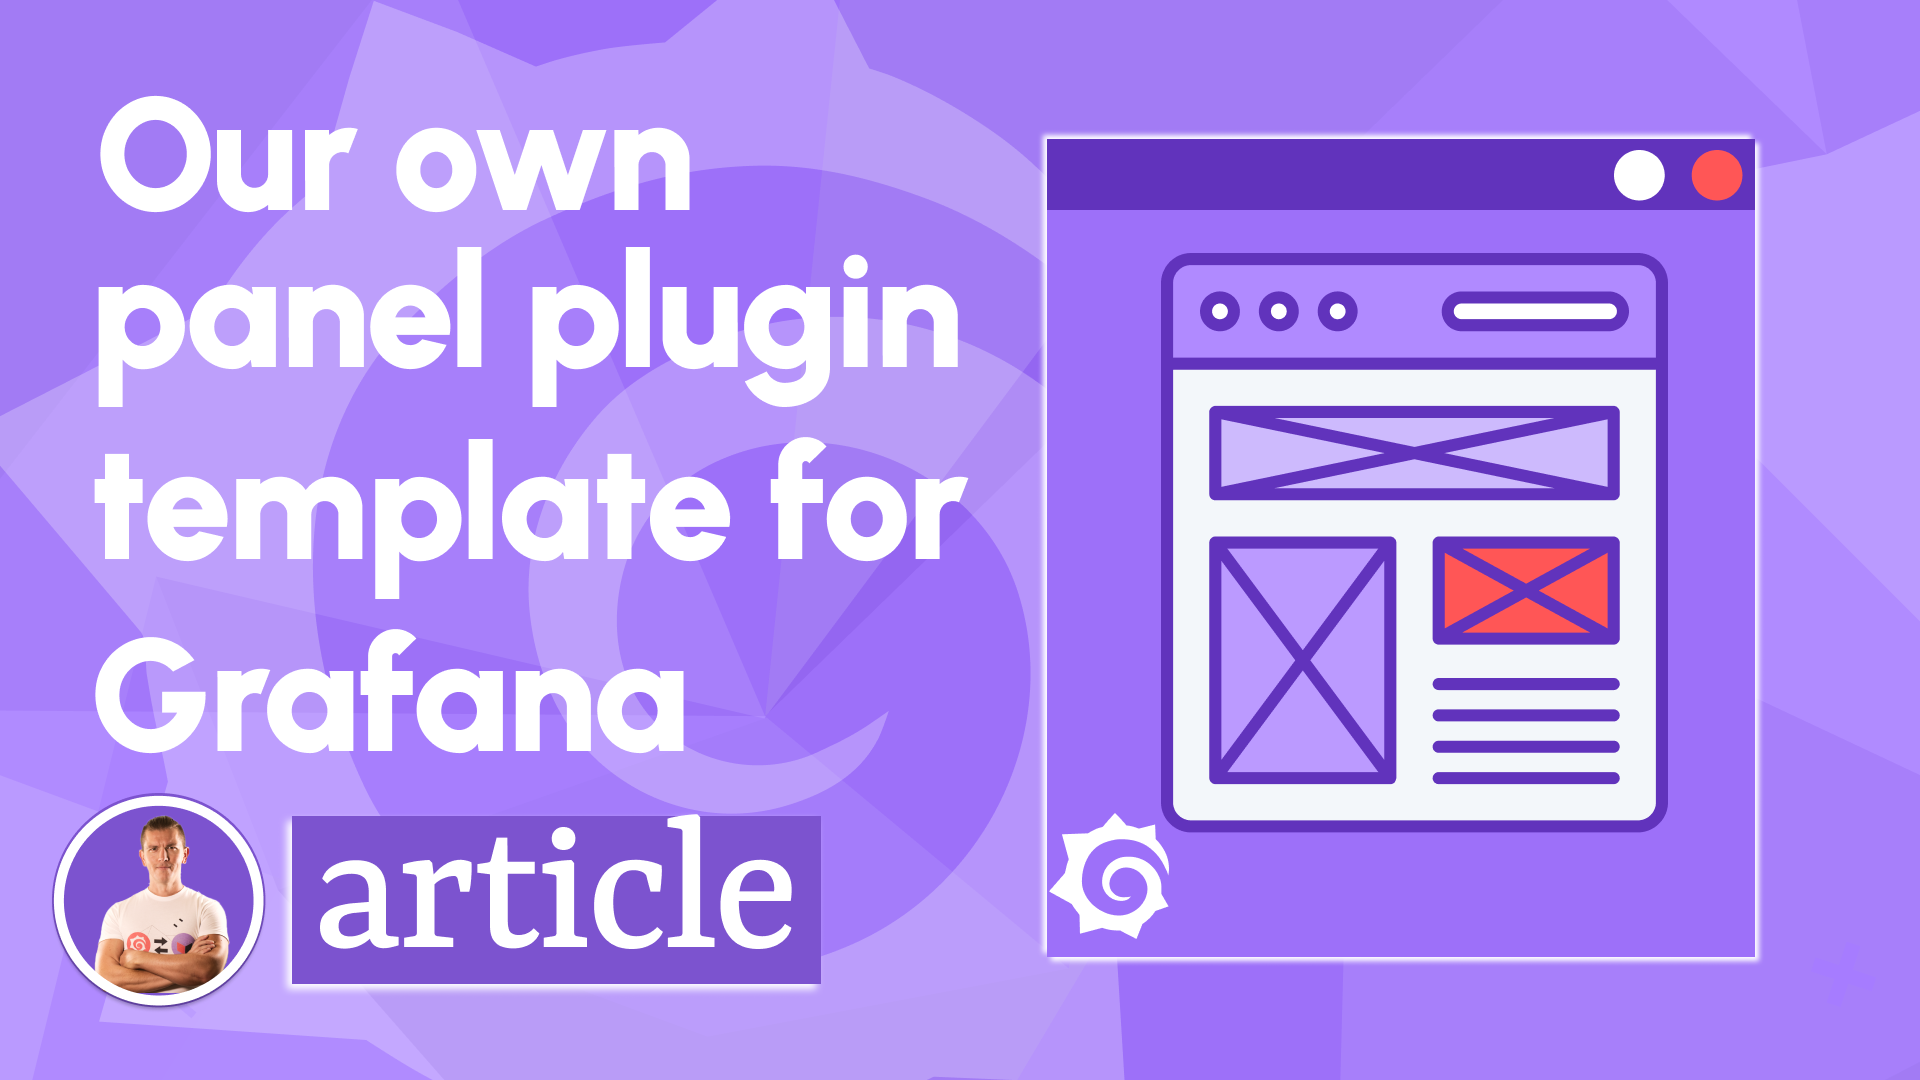 Our own
panel plugin
template for
Grafana
article